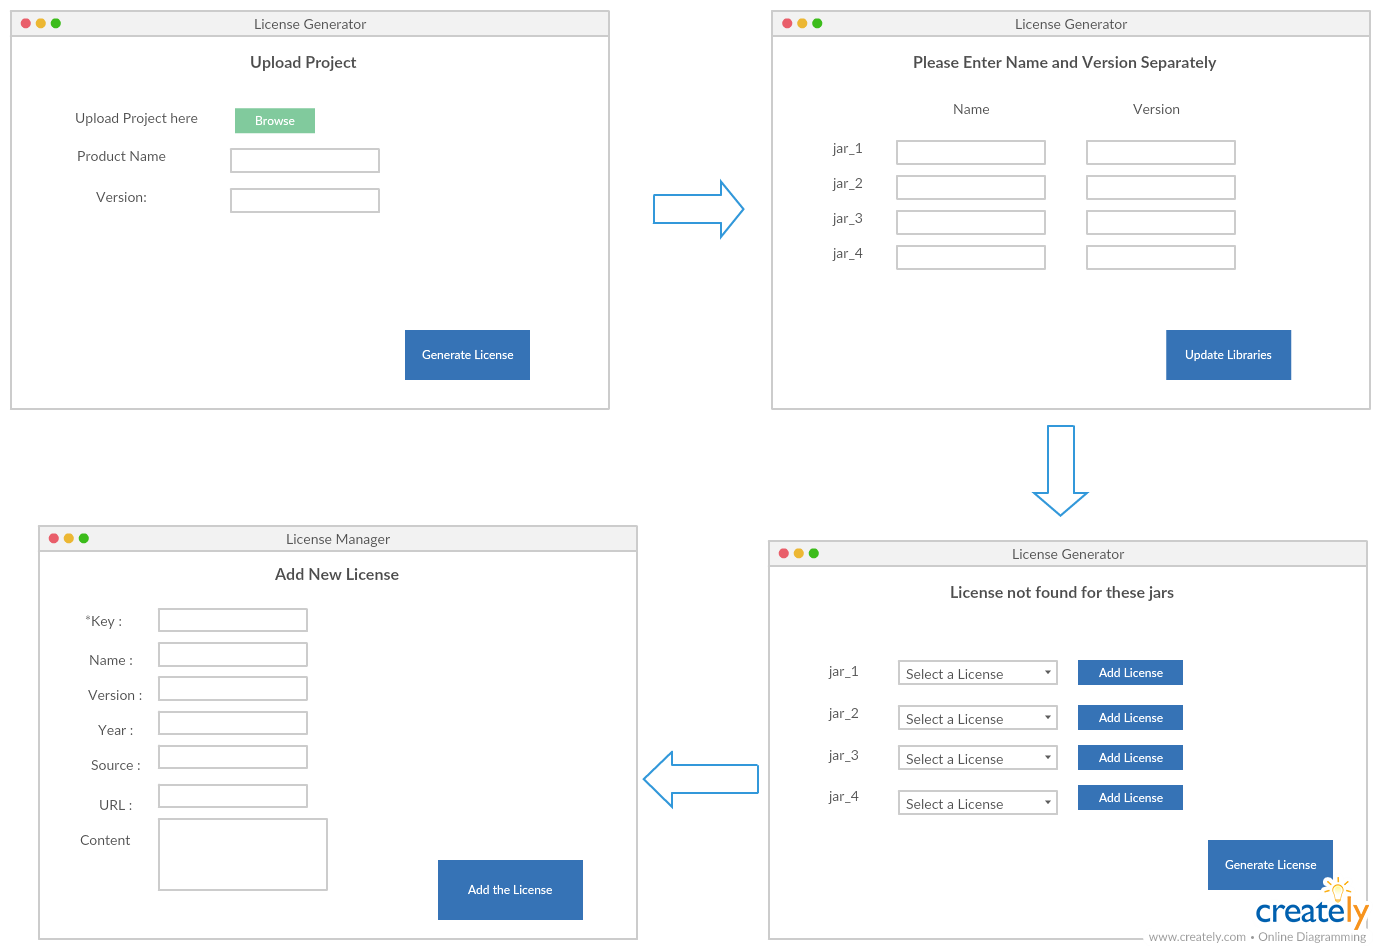 License Generator
Upload Project
Upload Project here
Browse
Product Name
Version:
Generate License
License Generator
Please Enter Name and Version Separately
Name Version
jar_1
jar_2
jar_3
jar_4
Update Libraries
License Generator
License not found for these jars
jar_1 Select a License Add License
jar_2 Select a License Add License
jar_3 Select a License Add License
jar_4 Select a License Add License
Generate License
License Manager
Add New License
*Key :
Name :
Version :
Year :
Source :
URL :
Content
Add the License
creately
www.creately.com • Online Diagramming